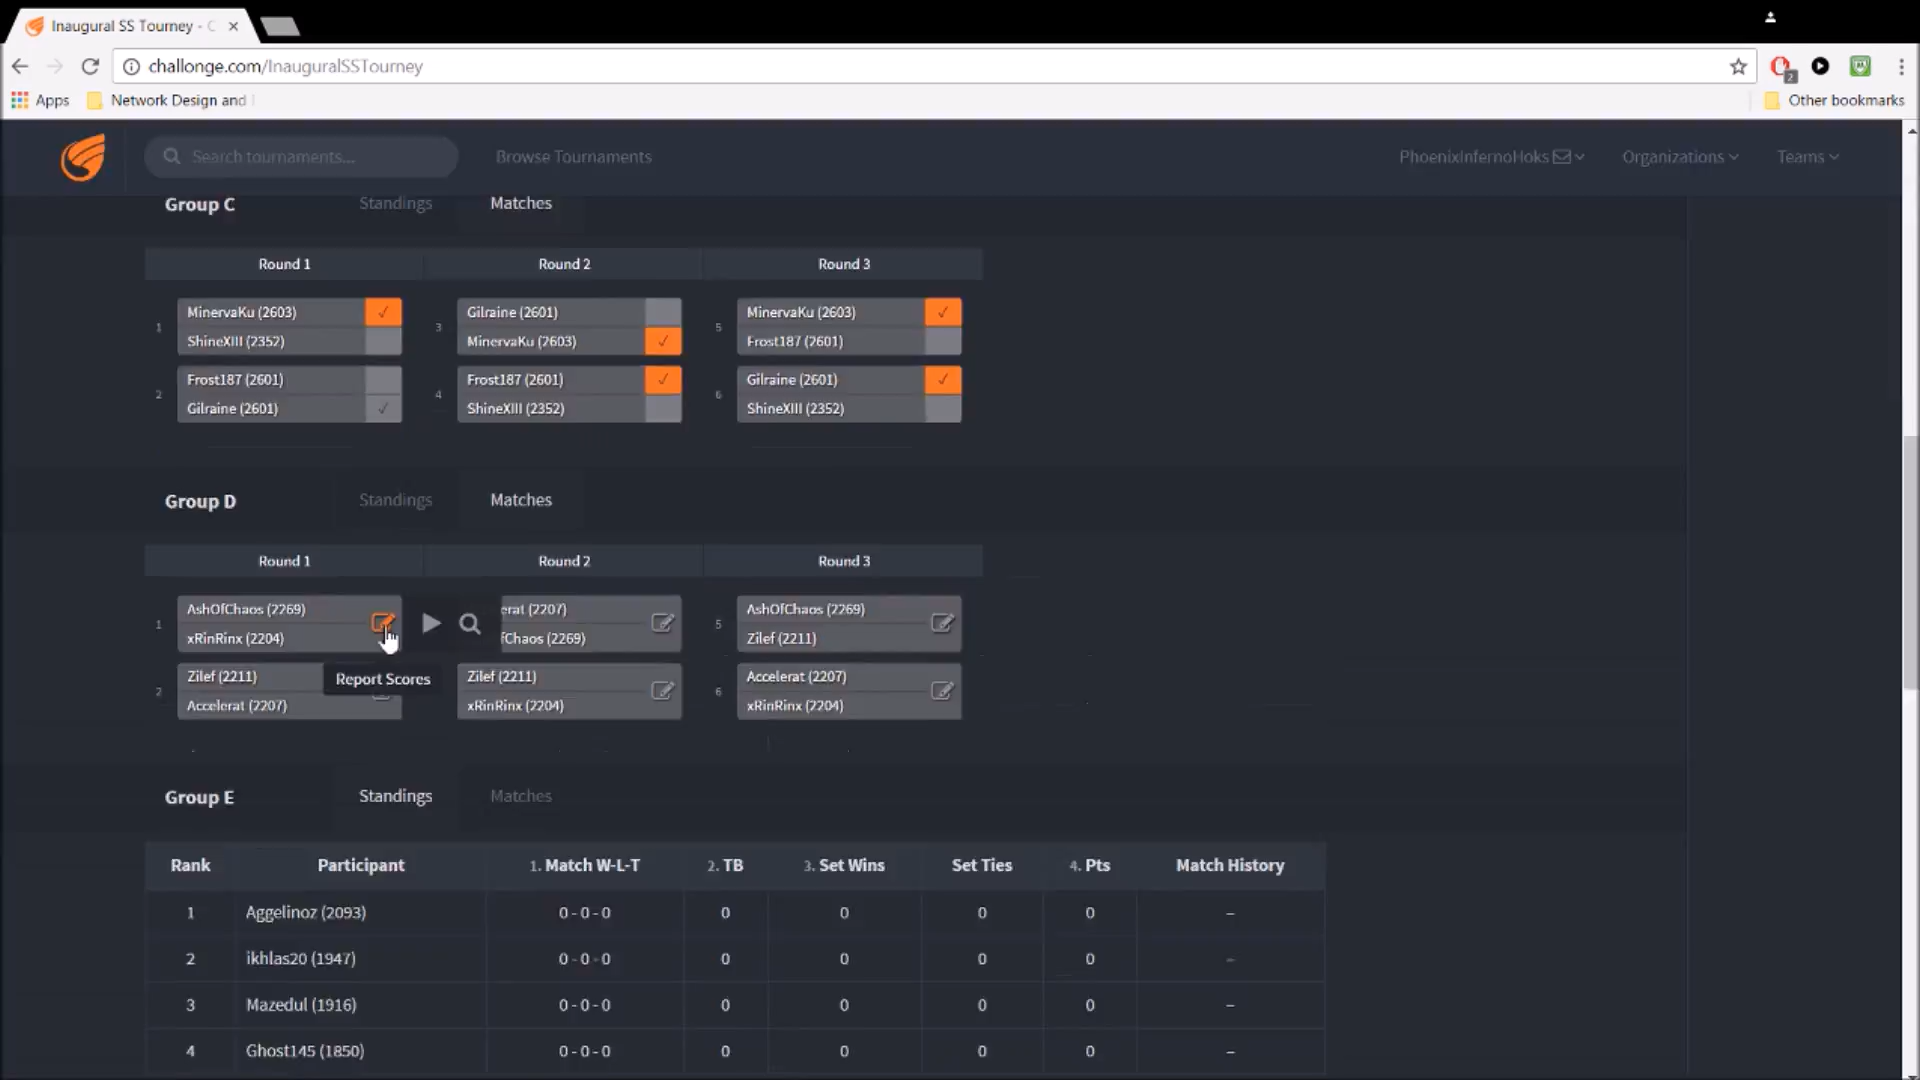 Inaugural SS Tourney - C
challonge.com/InauguralSSTourney
2
Apps Network Design and Other bookmarks
Search tournaments... Browse Tournaments PhoenixInfernoHoks Organizations Teams
Group C Standings Matches
Round 1 Round 2 Round 3
MinervaKu (2603) ✓ Gilraine (2601) MinervaKu (2603) ✓
1 3 5
ShineXIII (2352) MinervaKu (2603) ✓ Frost187 (2601)
Frost187 (2601) Frost187 (2601) ✓ Gilraine (2601) ✓
2 4 6
Gilraine (2601) ✓ ShineXIII (2352) ShineXIII (2352)
Group D Standings Matches
Round 1 Round 2 Round 3
AshOfChaos (2269) erat (2207) AshOfChaos (2269)
1 5
xRinRinx (2204) fChaos (2269) Zilef (2211)
Report Scores
Zilef (2211) Zilef (2211) Accelerat (2207)
2 6
Accelerat (2207) xRinRinx (2204) xRinRinx (2204)
Group E Standings Matches
Rank Participant 1. Match W-L-T 2. TB 3. Set Wins Set Ties 4. Pts Match History
1 Aggelinoz (2093) 0 - 0 - 0 0 0 0 0 –
2 ikhlas20 (1947) 0 - 0 - 0 0 0 0 0 –
3 Mazedul (1916) 0 - 0 - 0 0 0 0 0 –
4 Ghost145 (1850) 0 - 0 - 0 0 0 0 0 –